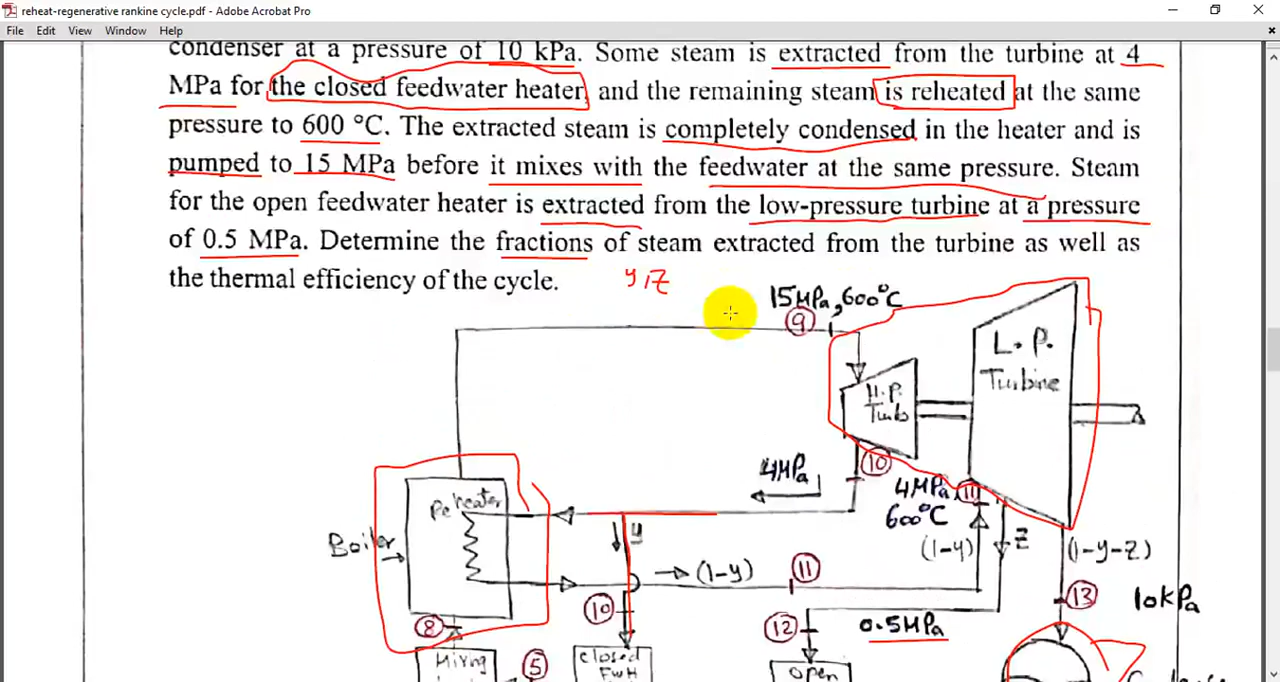 reheat-regenerative rankine cycle.pdf - Adobe Acrobat Pro
File Edit View Window Help
condenser at a pressure of 10 kPa. Some steam is extracted from the turbine at 4
MPa for the closed feedwater heater, and the remaining steam is reheated at the same
pressure to 600 °C. The extracted steam is completely condensed in the heater and is
pumped to 15 MPa before it mixes with the feedwater at the same pressure. Steam
for the open feedwater heater is extracted from the low-pressure turbine at a pressure
of 0.5 MPa. Determine the fractions of steam extracted from the turbine as well as
the thermal efficiency of the cycle.
y, z
15MPa, 600°C
9
L.P.
Turbine
H.P.
Turb
10
4MPa
4MPa,
11
600°C
Reheater
Boiler
y
(1-y)
z
(1-y-z)
(1-y)
11
10
13
10kPa
12
0.5MPa
8
Mixing
5
closed
FWH
open